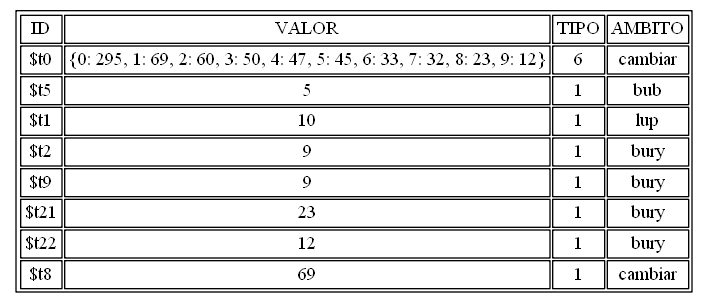 ID VALOR TIPO AMBITO
$t0 {0: 295, 1: 69, 2: 60, 3: 50, 4: 47, 5: 45, 6: 33, 7: 32, 8: 23, 9: 12} 6 cambiar
$t5 5 1 bub
$t1 10 1 lup
$t2 9 1 bury
$t9 9 1 bury
$t21 23 1 bury
$t22 12 1 bury
$t8 69 1 cambiar